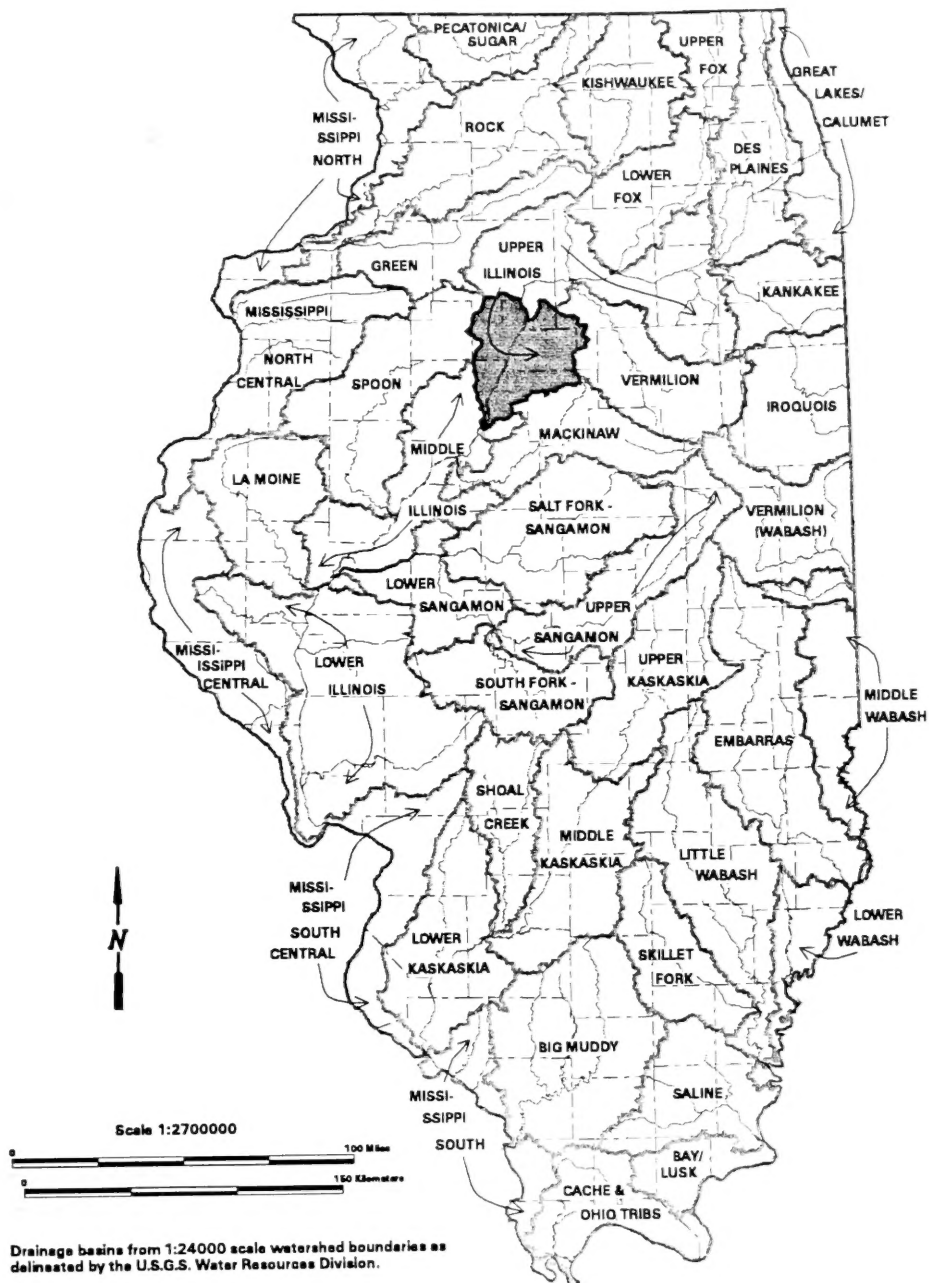 PECATONICA/
SUGAR
UPPER
FOX
KISHWAUKEE
GREAT
LAKES/
CALUMET
MISSI-
SSIPPI
NORTH
ROCK
DES
PLAINES
LOWER
FOX
UPPER
ILLINOIS
GREEN
KANKAKEE
MISSISSIPPI
NORTH
CENTRAL
SPOON
VERMILION
IROQUOIS
MACKINAW
MIDDLE
ILLINOIS
LA MOINE
SALT FORK -
SANGAMON
VERMILION
(WABASH)
LOWER
SANGAMON
UPPER
SANGAMON
MISSI-
ISSIPPI
CENTRAL
LOWER
ILLINOIS
SOUTH FORK -
SANGAMON
UPPER
KASKASKIA
MIDDLE
WABASH
EMBARRAS
SHOAL
CREEK
MIDDLE
KASKASKIA
LITTLE
WABASH
MISSI-
SSIPPI
SOUTH
CENTRAL
LOWER
KASKASKIA
LOWER
WABASH
SKILLET
FORK
N
BIG MUDDY
SALINE
MISSI-
SSIPPI
SOUTH
BAY/
LUSK
CACHE &
OHIO TRIBS
Scale 1:2700000
0 100 Miles
0 150 Kilometers
Drainage basins from 1:24000 scale watershed boundaries as
delineated by the U.S.G.S. Water Resources Division.